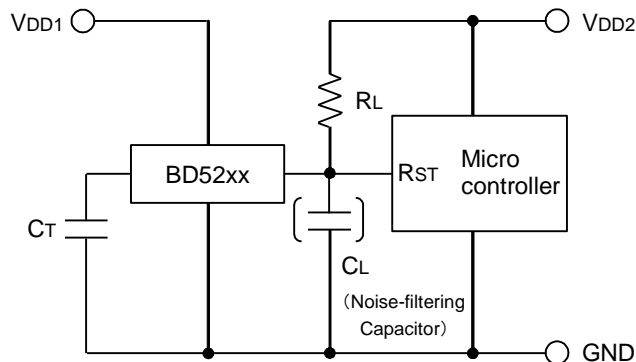 VDD1
VDD2
RL
BD52xx
RST
Micro
controller
CT
CL
（Noise-filtering
Capacitor）
GND